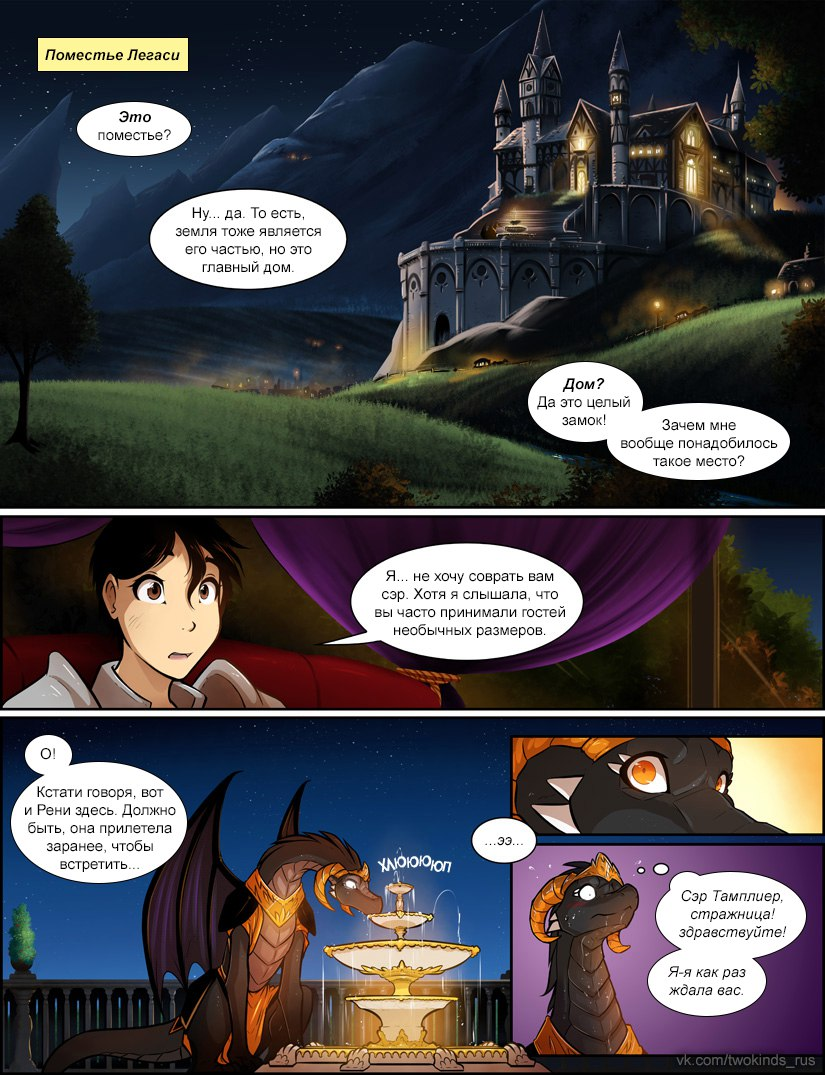 Поместье Легаси
Это
поместье?
Ну... да. То есть,
земля тоже является
его частью, но это
главный дом.
Дом?
Да это целый
замок!
Зачем мне
вообще понадобилось
такое место?
Я... не хочу соврать вам
сэр. Хотя я слышала, что
вы часто принимали гостей
необычных размеров.
О!
Кстати говоря, вот
и Рени здесь. Должно
быть, она прилетела
заранее, чтобы
встретить...
ХЛЮЮЮЮП
...ээ...
Сэр Тамплиер,
стражница!
здравствуйте!
Я-я как раз
ждала вас.
vk.com/twokinds_rus